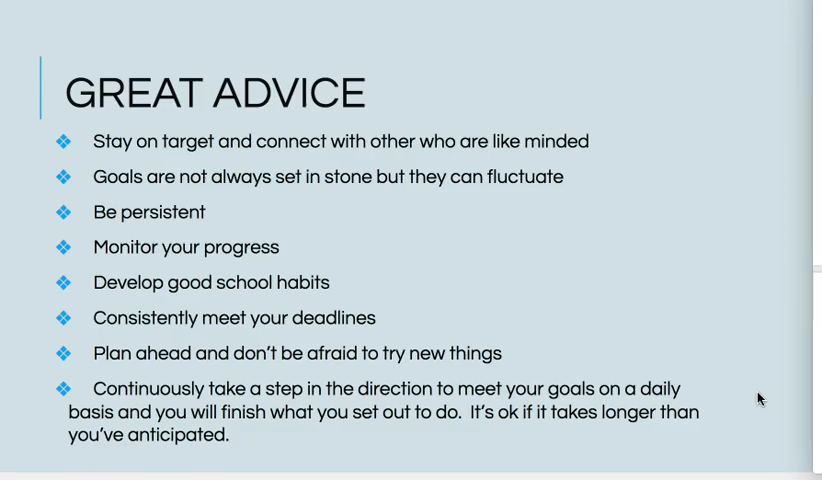 GREAT ADVICE
Stay on target and connect with other who are like minded
Goals are not always set in stone but they can fluctuate
Be persistent
Monitor your progress
Develop good school habits
Consistently meet your deadlines
Plan ahead and don’t be afraid to try new things
Continuously take a step in the direction to meet your goals on a daily
basis and you will finish what you set out to do.  It’s ok if it takes longer than
you’ve anticipated.